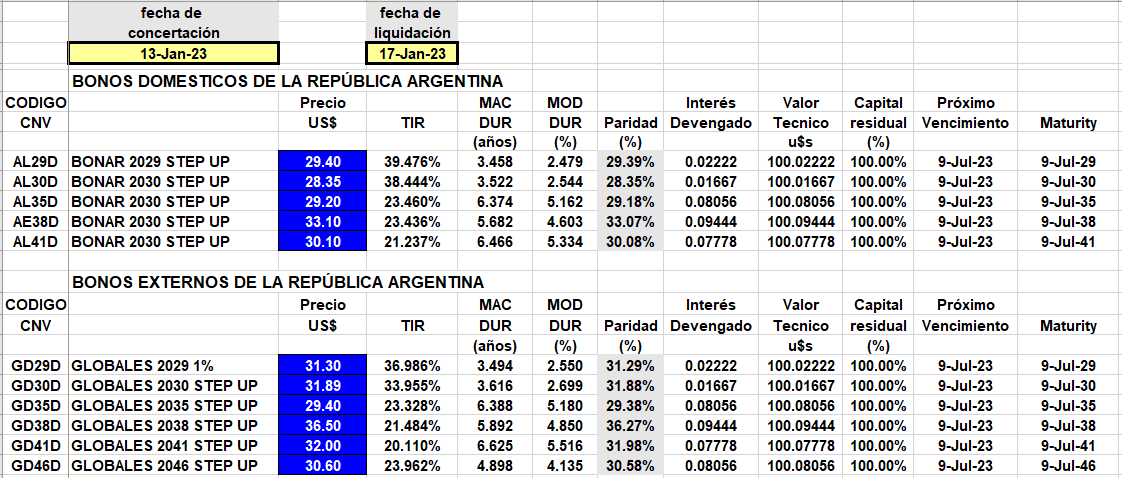 fecha de fecha de
concertación liquidación
13-Jan-23 17-Jan-23
BONOS DOMESTICOS DE LA REPÚBLICA ARGENTINA
CODIGO Precio MAC MOD Interés Valor Capital Próximo
CNV US$ TIR DUR DUR Paridad Devengado Tecnico residual Vencimiento Maturity
(años) (%) (%) u$s (%)
AL29D BONAR 2029 STEP UP 29.40 39.476% 3.458 2.479 29.39% 0.02222 100.02222 100.00% 9-Jul-23 9-Jul-29
AL30D BONAR 2030 STEP UP 28.35 38.444% 3.522 2.544 28.35% 0.01667 100.01667 100.00% 9-Jul-23 9-Jul-30
AL35D BONAR 2030 STEP UP 29.20 23.460% 6.374 5.162 29.18% 0.08056 100.08056 100.00% 9-Jul-23 9-Jul-35
AE38D BONAR 2030 STEP UP 33.10 23.436% 5.682 4.603 33.07% 0.09444 100.09444 100.00% 9-Jul-23 9-Jul-38
AL41D BONAR 2030 STEP UP 30.10 21.237% 6.466 5.334 30.08% 0.07778 100.07778 100.00% 9-Jul-23 9-Jul-41
BONOS EXTERNOS DE LA REPÚBLICA ARGENTINA
CODIGO Precio MAC MOD Interés Valor Capital Próximo
CNV US$ TIR DUR DUR Paridad Devengado Tecnico residual Vencimiento Maturity
(años) (%) (%) u$s (%)
GD29D GLOBALES 2029 1% 31.30 36.986% 3.494 2.550 31.29% 0.02222 100.02222 100.00% 9-Jul-23 9-Jul-29
GD30D GLOBALES 2030 STEP UP 31.89 33.955% 3.616 2.699 31.88% 0.01667 100.01667 100.00% 9-Jul-23 9-Jul-30
GD35D GLOBALES 2035 STEP UP 29.40 23.328% 6.388 5.180 29.38% 0.08056 100.08056 100.00% 9-Jul-23 9-Jul-35
GD38D GLOBALES 2038 STEP UP 36.50 21.484% 5.892 4.850 36.27% 0.09444 100.09444 100.00% 9-Jul-23 9-Jul-38
GD41D GLOBALES 2041 STEP UP 32.00 20.110% 6.625 5.516 31.98% 0.07778 100.07778 100.00% 9-Jul-23 9-Jul-41
GD46D GLOBALES 2046 STEP UP 30.60 23.962% 4.898 4.135 30.58% 0.08056 100.08056 100.00% 9-Jul-23 9-Jul-46